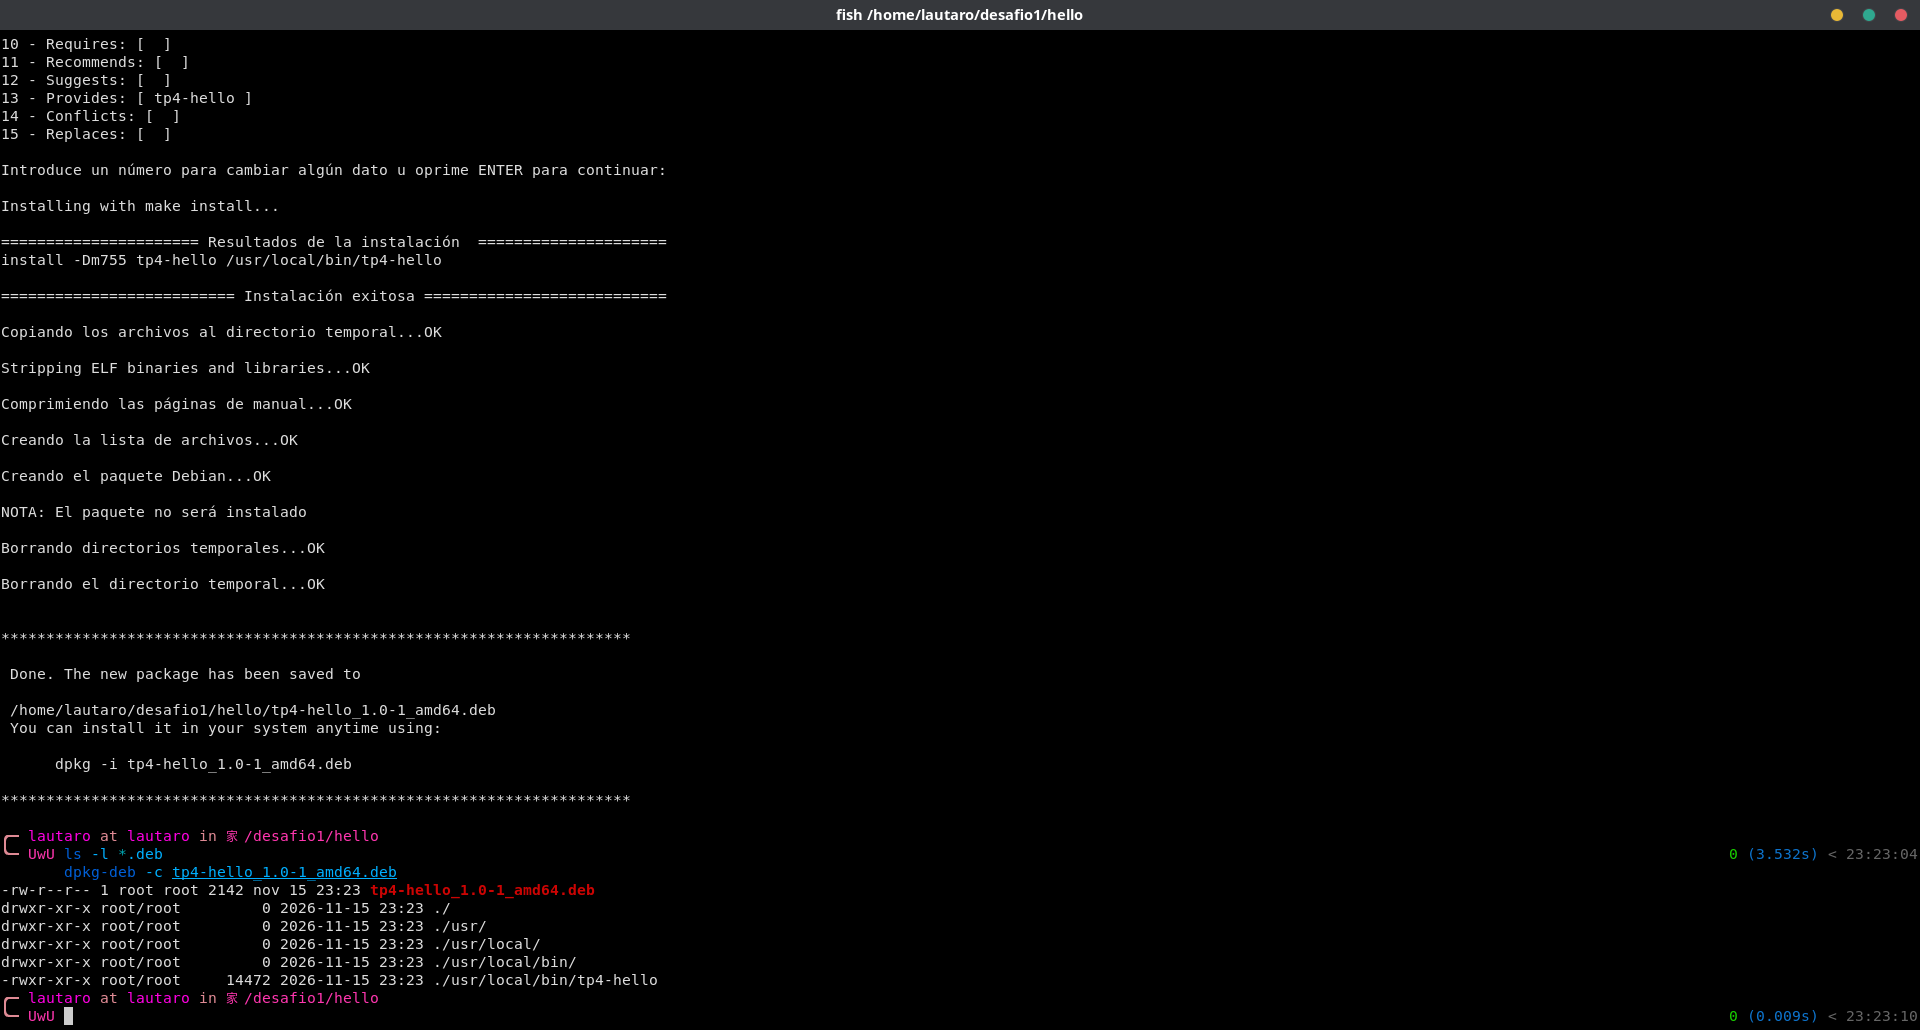 fish /home/lautaro/desafio1/hello
10 - Requires: [  ]
11 - Recommends: [  ]
12 - Suggests: [  ]
13 - Provides: [ tp4-hello ]
14 - Conflicts: [  ]
15 - Replaces: [  ]
Introduce un número para cambiar algún dato u oprime ENTER para continuar:
Installing with make install...
====================== Resultados de la instalación  =====================
install -Dm755 tp4-hello /usr/local/bin/tp4-hello
========================== Instalación exitosa ===========================
Copiando los archivos al directorio temporal...OK
Stripping ELF binaries and libraries...OK
Comprimiendo las páginas de manual...OK
Creando la lista de archivos...OK
Creando el paquete Debian...OK
NOTA: El paquete no será instalado
Borrando directorios temporales...OK
Borrando el directorio temporal...OK
**********************************************************************
 Done. The new package has been saved to
 /home/lautaro/desafio1/hello/tp4-hello_1.0-1_amd64.deb
 You can install it in your system anytime using:
      dpkg -i tp4-hello_1.0-1_amd64.deb
**********************************************************************
lautaro at lautaro in 家 /desafio1/hello
UwU ls -l *.deb 0 (3.532s) < 23:23:04
dpkg-deb -c tp4-hello_1.0-1_amd64.deb
-rw-r--r-- 1 root root 2142 nov 15 23:23 tp4-hello_1.0-1_amd64.deb
drwxr-xr-x root/root         0 2026-11-15 23:23 ./
drwxr-xr-x root/root         0 2026-11-15 23:23 ./usr/
drwxr-xr-x root/root         0 2026-11-15 23:23 ./usr/local/
drwxr-xr-x root/root         0 2026-11-15 23:23 ./usr/local/bin/
-rwxr-xr-x root/root     14472 2026-11-15 23:23 ./usr/local/bin/tp4-hello
lautaro at lautaro in 家 /desafio1/hello
UwU 0 (0.009s) < 23:23:10